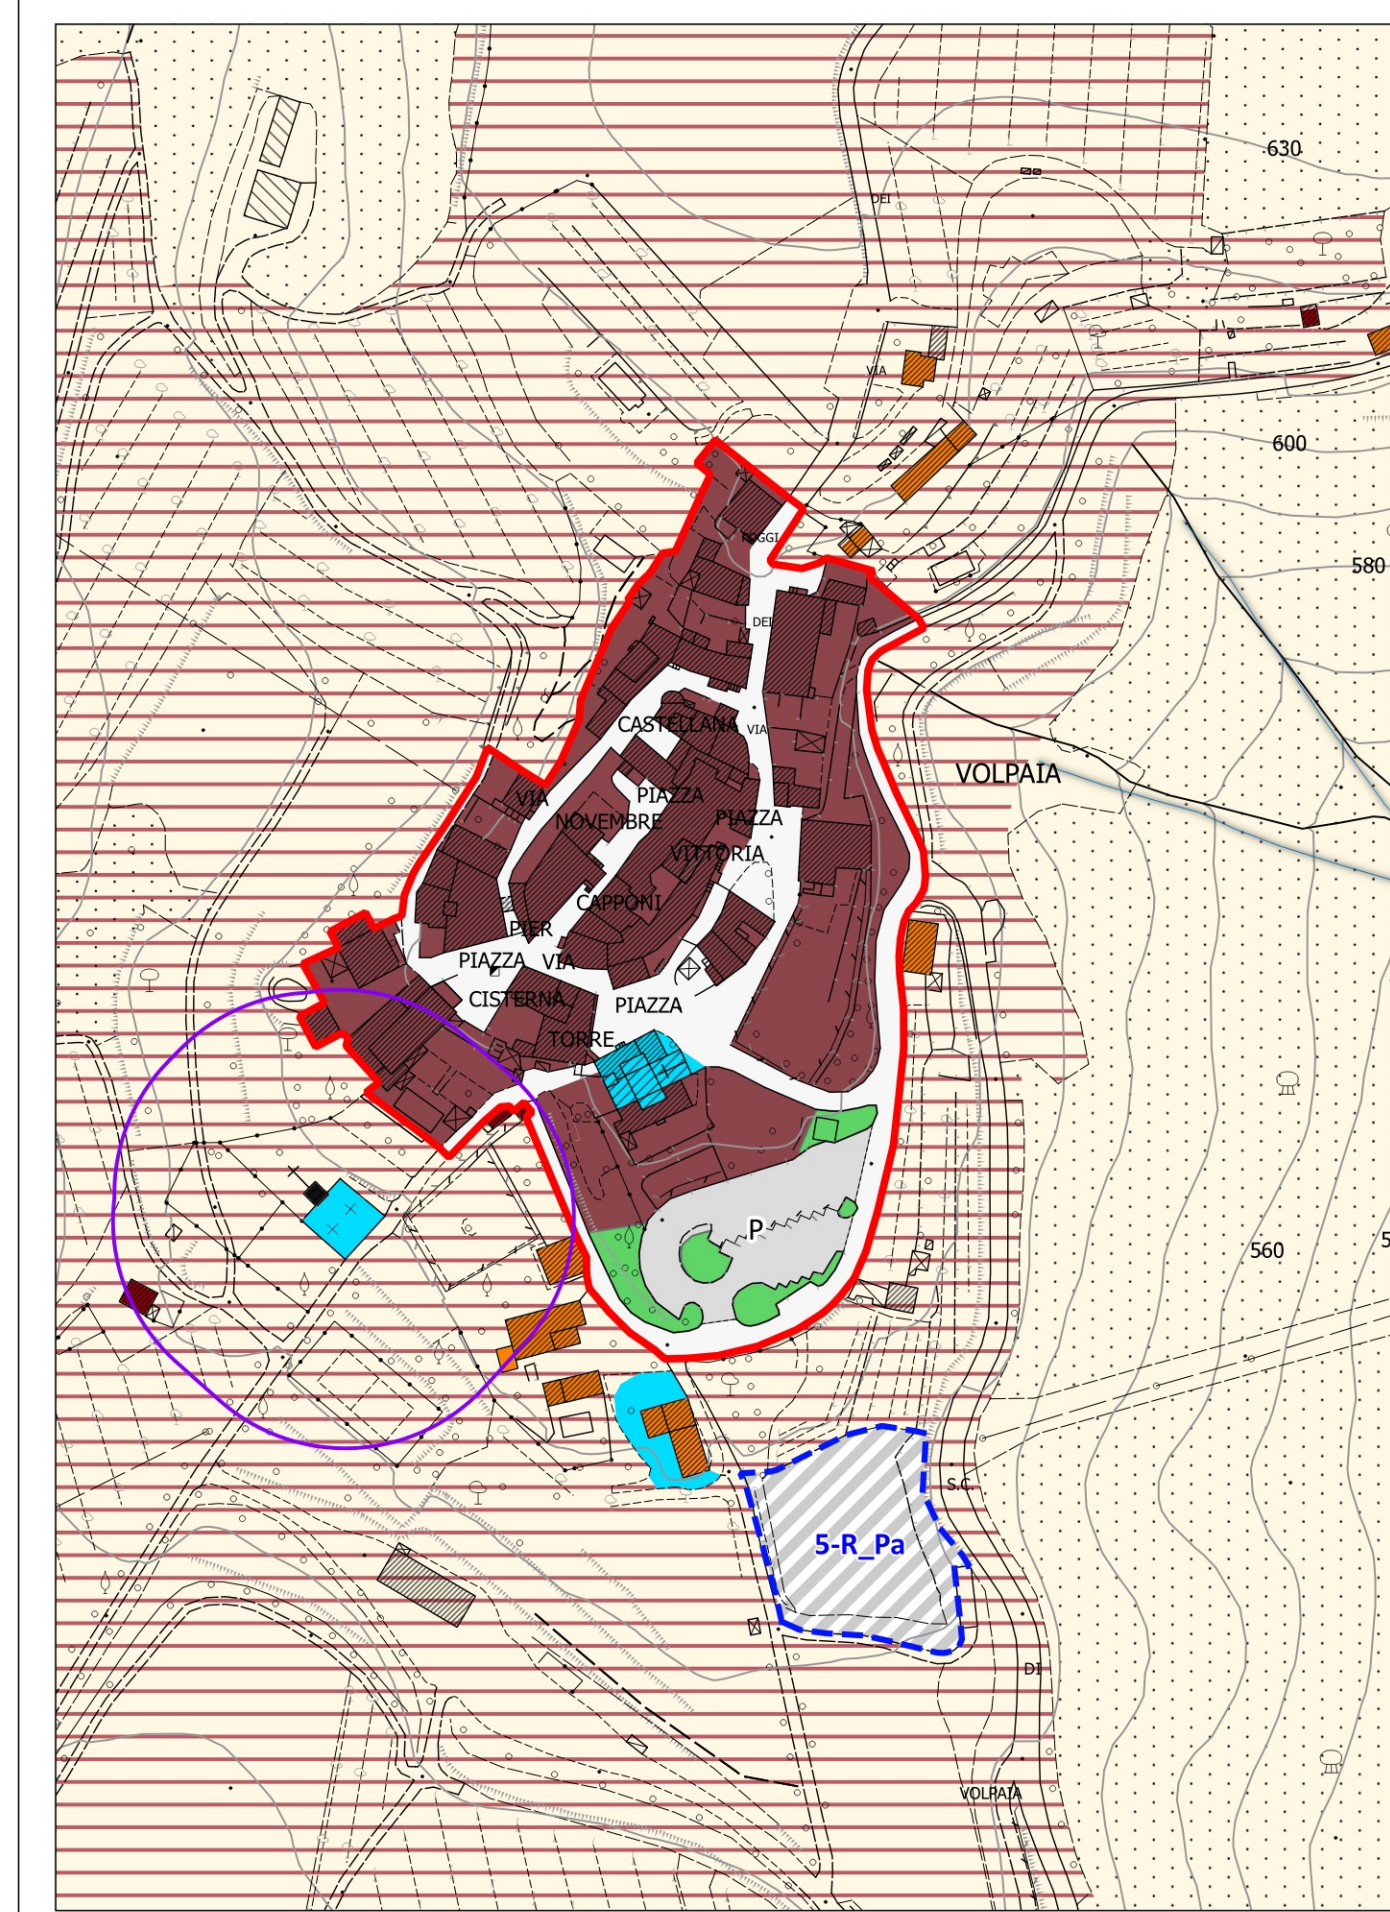 630
DEI
VIA
600
POGGI
580
DEI
CASTELLANA
VIA
VOLPAIA
VIA
PIAZZA
NOVEMBRE
PIAZZA
VITTORIA
CAPPONI
PIER
PIAZZA VIA
CISTERNA
PIAZZA
TORRE
P
560
S.C.
5-R_Pa
DI
VOLPAIA